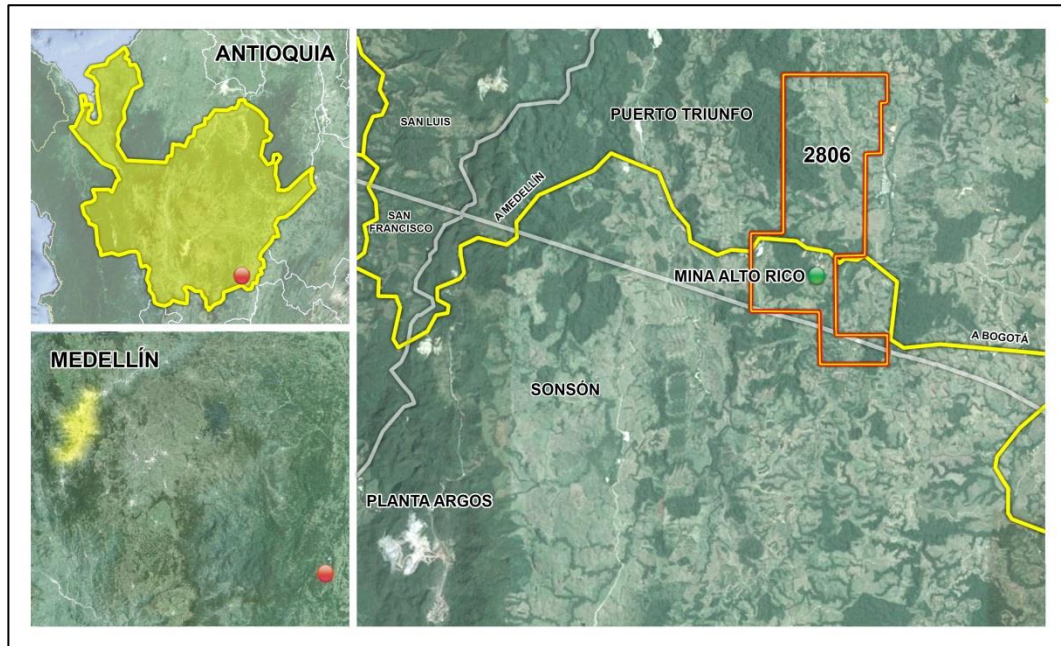 ANTIOQUIA
MEDELLÍN
SAN LUIS
PUERTO TRIUNFO
2806
SAN
FRANCISCO
A MEDELLÍN
MINA ALTO RICO
A BOGOTÁ
SONSÓN
PLANTA ARGOS